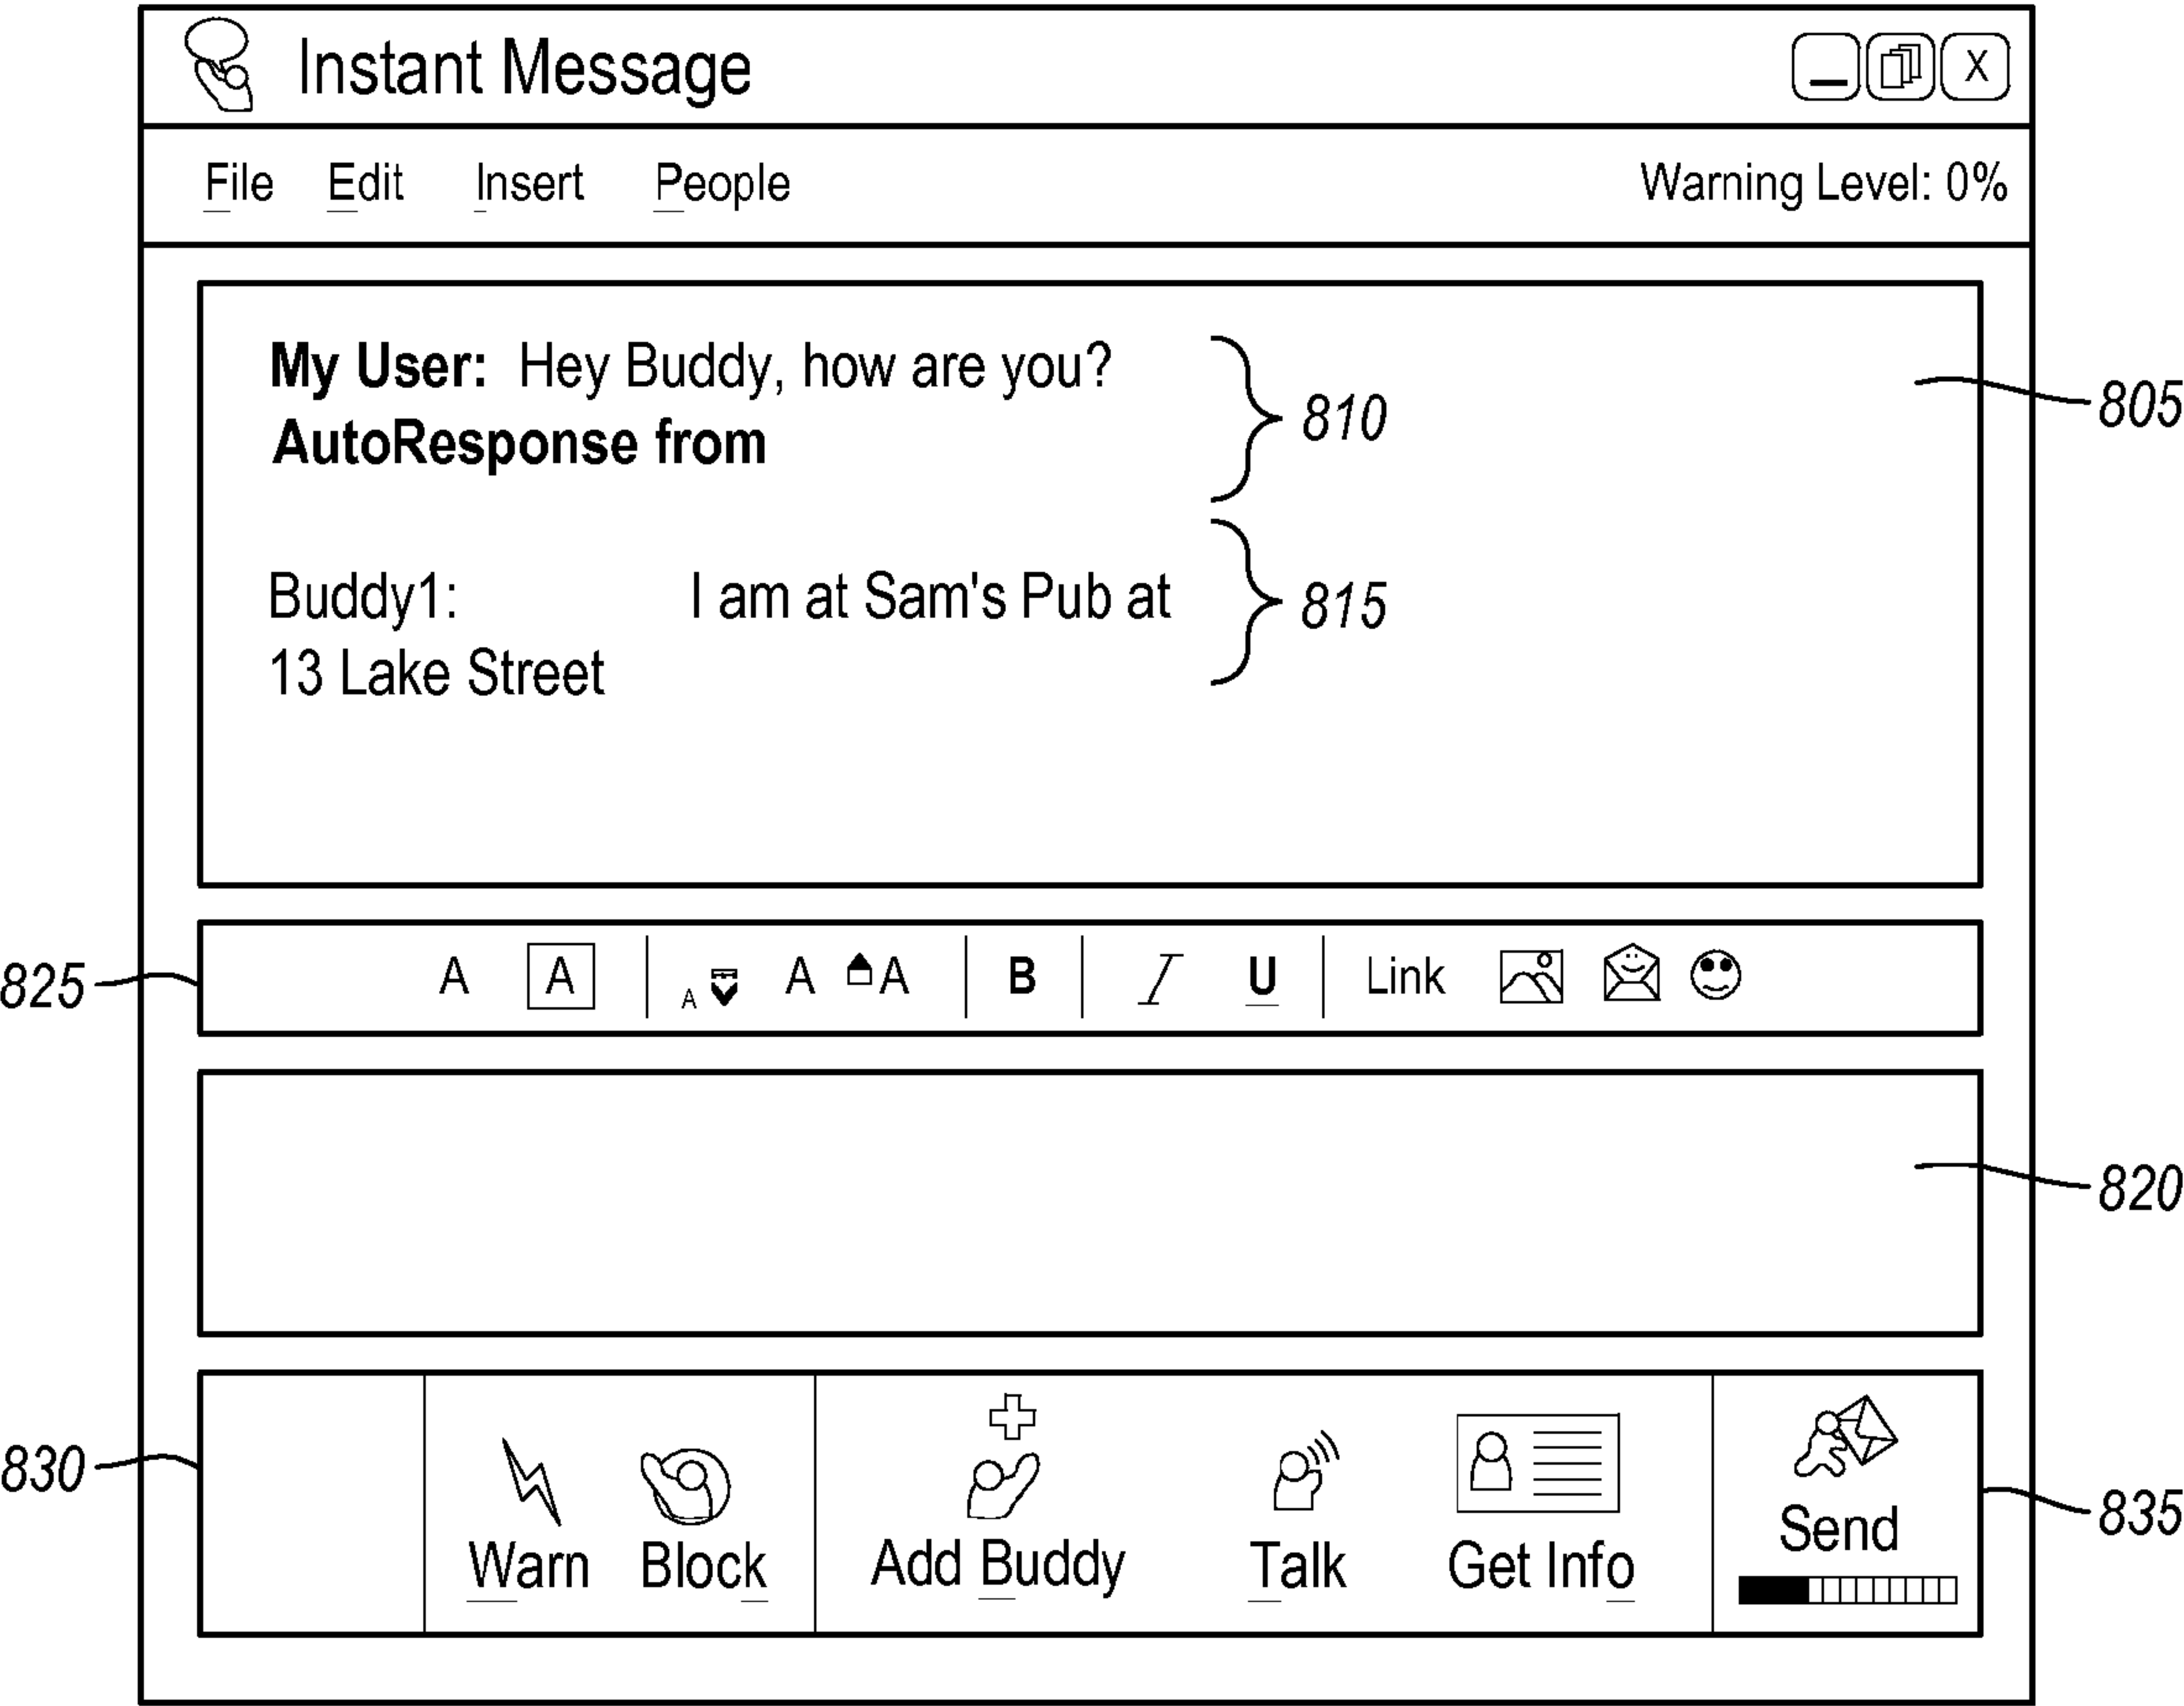 Instant Message
X
File Edit Insert People Warning Level: 0%
My User: Hey Buddy, how are you?
AutoResponse from
810
805
Buddy1: I am at Sam's Pub at
13 Lake Street
815
825
A A A A A B I U Link
820
830
Warn Block Add Buddy Talk Get Info Send
835